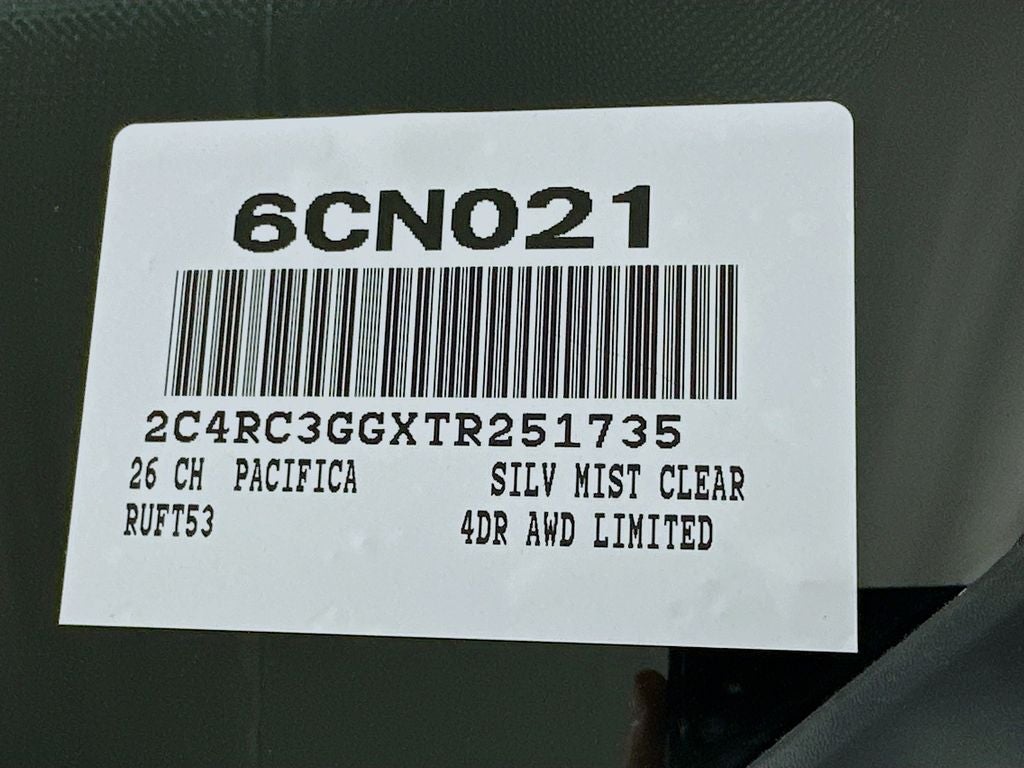 6CN021
2C4RC3GGXTR251735
26 CH PACIFICA SILV MIST CLEAR
RUFT53 4DR AWD LIMITED